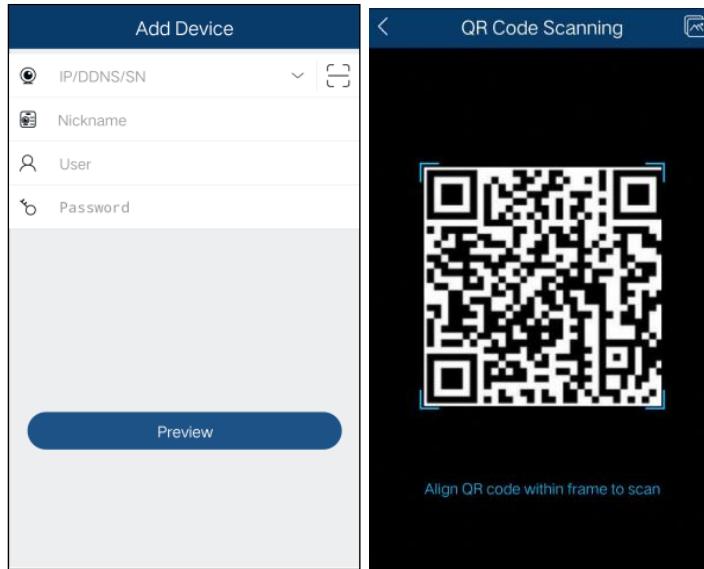 Add Device
IP/DDNS/SN
Nickname
User
Password
Preview
QR Code Scanning
Align QR code within frame to scan